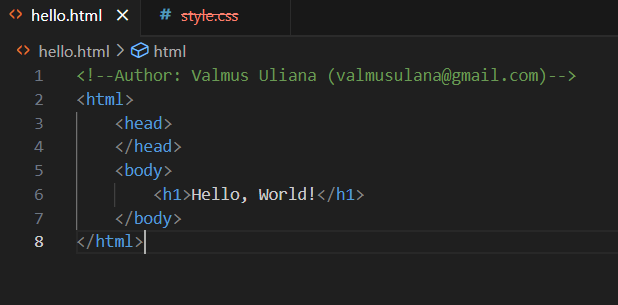 hello.html style.css
hello.html > html
1 <!--Author: Valmus Uliana (valmusulana@gmail.com)-->
2 <html>
3     <head>
4     </head>
5     <body>
6         <h1>Hello, World!</h1>
7     </body>
8 </html>